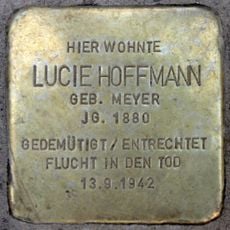 HIER WOHNTE
LUCIE HOFFMANN
GEB. MEYER
JG. 1880
GEDEMÜTIGT / ENTRECHTET
FLUCHT IN DEN TOD
13.9.1942